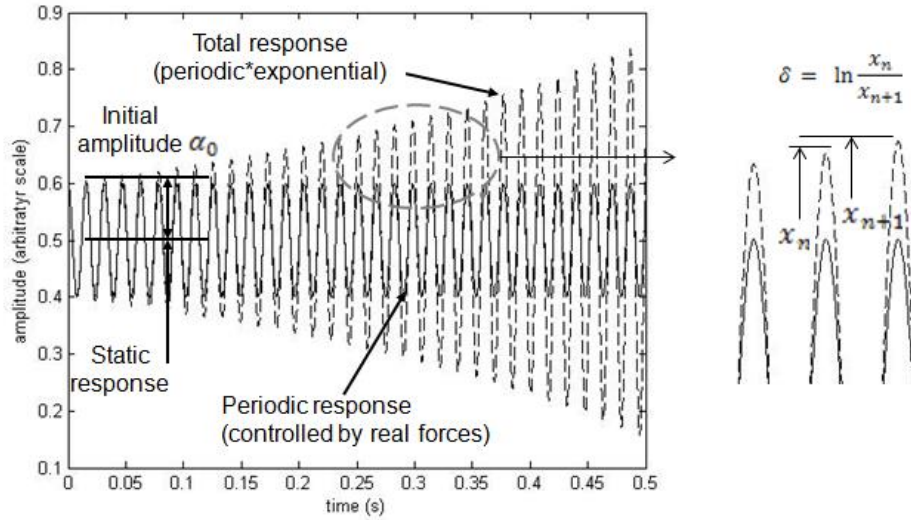 0.9
0.8
0.7
0.6
0.5
0.4
0.3
0.2
0.1
amplitude (arbitratyr scale)
Total response
(periodic*exponential)
Initial
amplitude α₀
Static
response
Periodic response
(controlled by real forces)
0 0.05 0.1 0.15 0.2 0.25 0.3 0.35 0.4 0.45 0.5
time (s)
δ = ln xₙ/xₙ₊₁
xₙ
xₙ₊₁